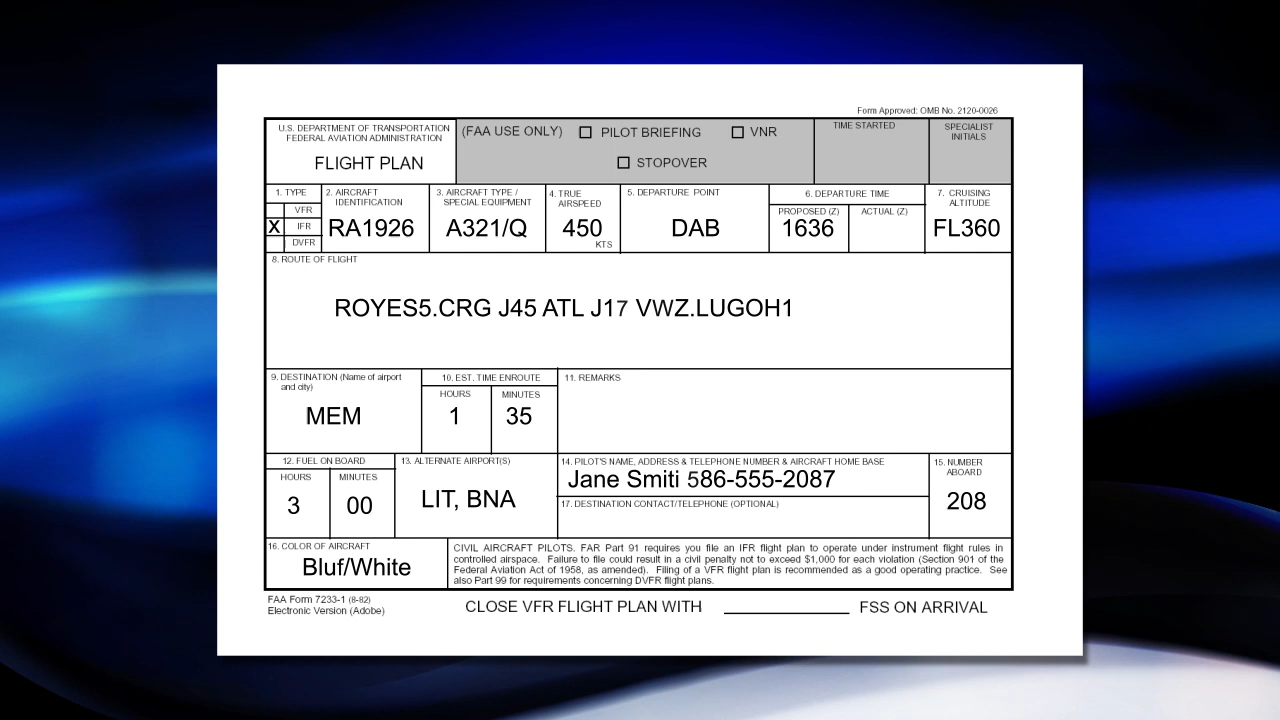 Form Approved: OMB No. 2120-0026
U.S. DEPARTMENT OF TRANSPORTATION
FEDERAL AVIATION ADMINISTRATION
FLIGHT PLAN
(FAA USE ONLY) PILOT BRIEFING VNR
STOPOVER
TIME STARTED
SPECIALIST
INITIALS
1. TYPE
VFR
X IFR
DVFR
2. AIRCRAFT
IDENTIFICATION
RA1926
3. AIRCRAFT TYPE /
SPECIAL EQUIPMENT
A321/Q
4. TRUE
AIRSPEED
450
KTS
5. DEPARTURE POINT
DAB
6. DEPARTURE TIME
PROPOSED (Z)
1636
ACTUAL (Z)
7. CRUISING
ALTITUDE
FL360
8. ROUTE OF FLIGHT
ROYES5.CRG J45 ATL J17 VWZ.LUGOH1
9. DESTINATION (Name of airport
and city)
MEM
10. EST. TIME ENROUTE
HOURS
1
MINUTES
35
11. REMARKS
12. FUEL ON BOARD
HOURS
3
MINUTES
00
13. ALTERNATE AIRPORT(S)
LIT, BNA
14. PILOT'S NAME, ADDRESS & TELEPHONE NUMBER & AIRCRAFT HOME BASE
Jane Smiti 586-555-2087
17. DESTINATION CONTACT/TELEPHONE (OPTIONAL)
15. NUMBER
ABOARD
208
16. COLOR OF AIRCRAFT
Bluf/White
CIVIL AIRCRAFT PILOTS. FAR Part 91 requires you file an IFR flight plan to operate under instrument flight rules in
controlled airspace. Failure to file could result in a civil penalty not to exceed $1,000 for each violation (Section 901 of the
Federal Aviation Act of 1958, as amended). Filing of a VFR flight plan is recommended as a good operating practice. See
also Part 99 for requirements concerning DVFR flight plans.
FAA Form 7233-1 (8-82)
Electronic Version (Adobe)
CLOSE VFR FLIGHT PLAN WITH ____________ FSS ON ARRIVAL